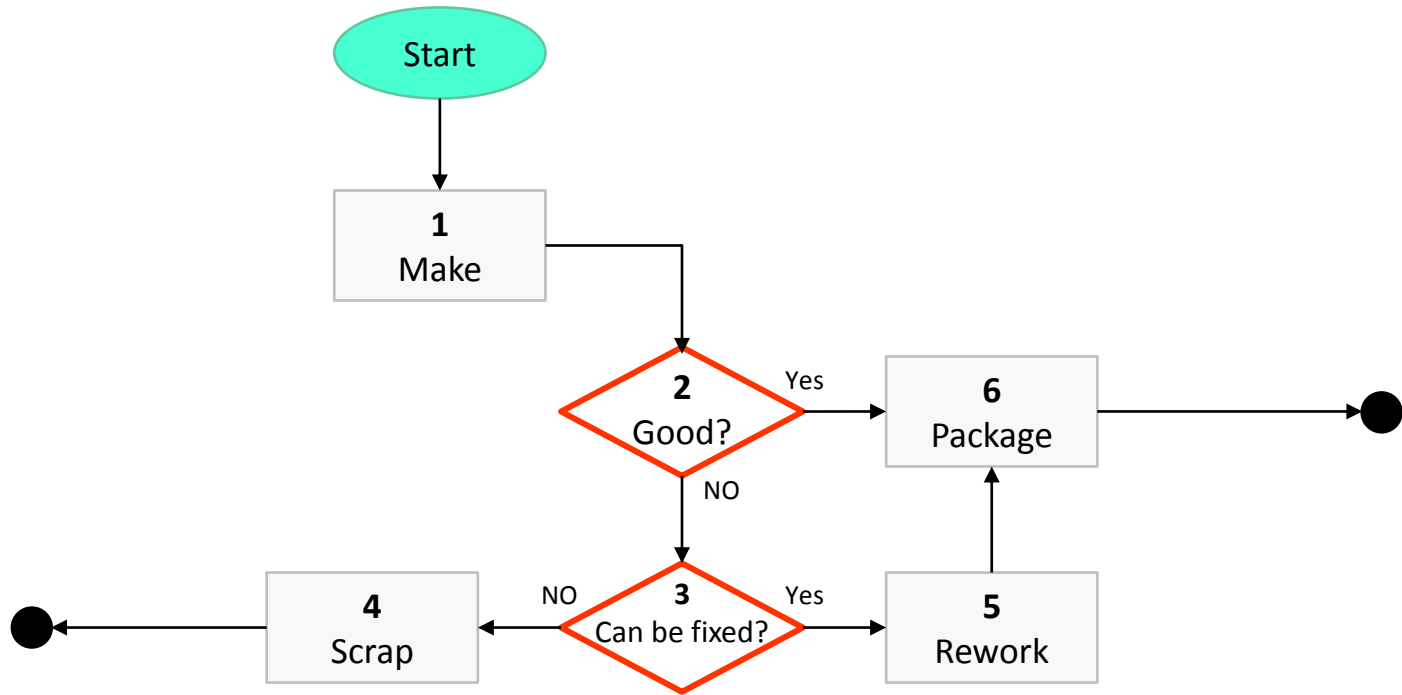 Start
1
Make
2
Good?
Yes
6
Package
NO
3
Can be fixed?
NO
Yes
4
Scrap
5
Rework